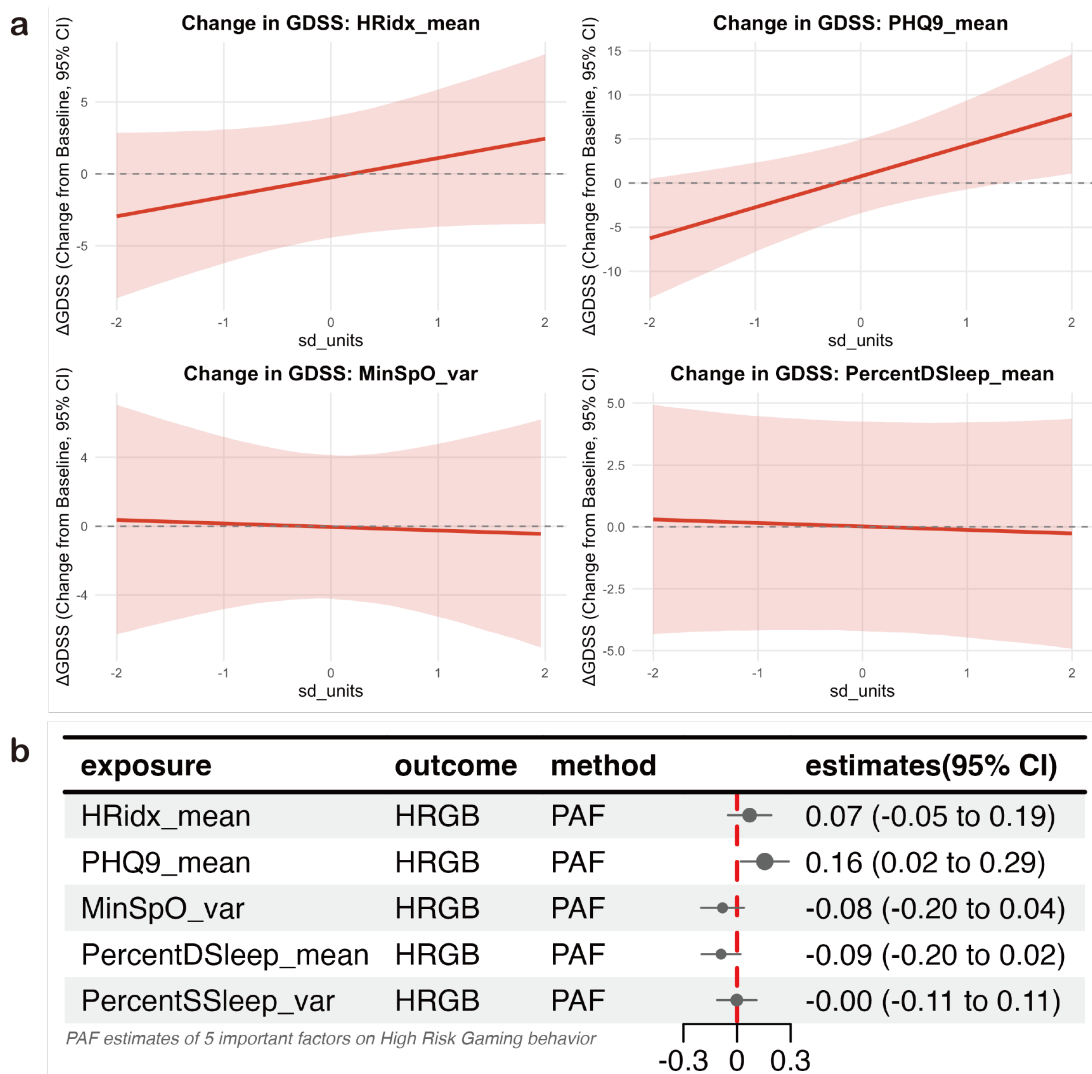 a
Change in GDSS: HRidx_mean
ΔGDSS (Change from Baseline, 95% CI)
5
0
-5
-2 -1 0 1 2
sd_units
Change in GDSS: PHQ9_mean
ΔGDSS (Change from Baseline, 95% CI)
15
10
5
0
-5
-10
-2 -1 0 1 2
sd_units
Change in GDSS: MinSpO_var
ΔGDSS (Change from Baseline, 95% CI)
4
0
-4
-2 -1 0 1 2
sd_units
Change in GDSS: PercentDSleep_mean
ΔGDSS (Change from Baseline, 95% CI)
5.0
2.5
0.0
-2.5
-5.0
-2 -1 0 1 2
sd_units
b
exposure outcome method estimates(95% CI)
HRidx_mean HRGB PAF 0.07 (-0.05 to 0.19)
PHQ9_mean HRGB PAF 0.16 (0.02 to 0.29)
MinSpO_var HRGB PAF -0.08 (-0.20 to 0.04)
PercentDSleep_mean HRGB PAF -0.09 (-0.20 to 0.02)
PercentSSleep_var HRGB PAF -0.00 (-0.11 to 0.11)
PAF estimates of 5 important factors on High Risk Gaming behavior
-0.3 0 0.3